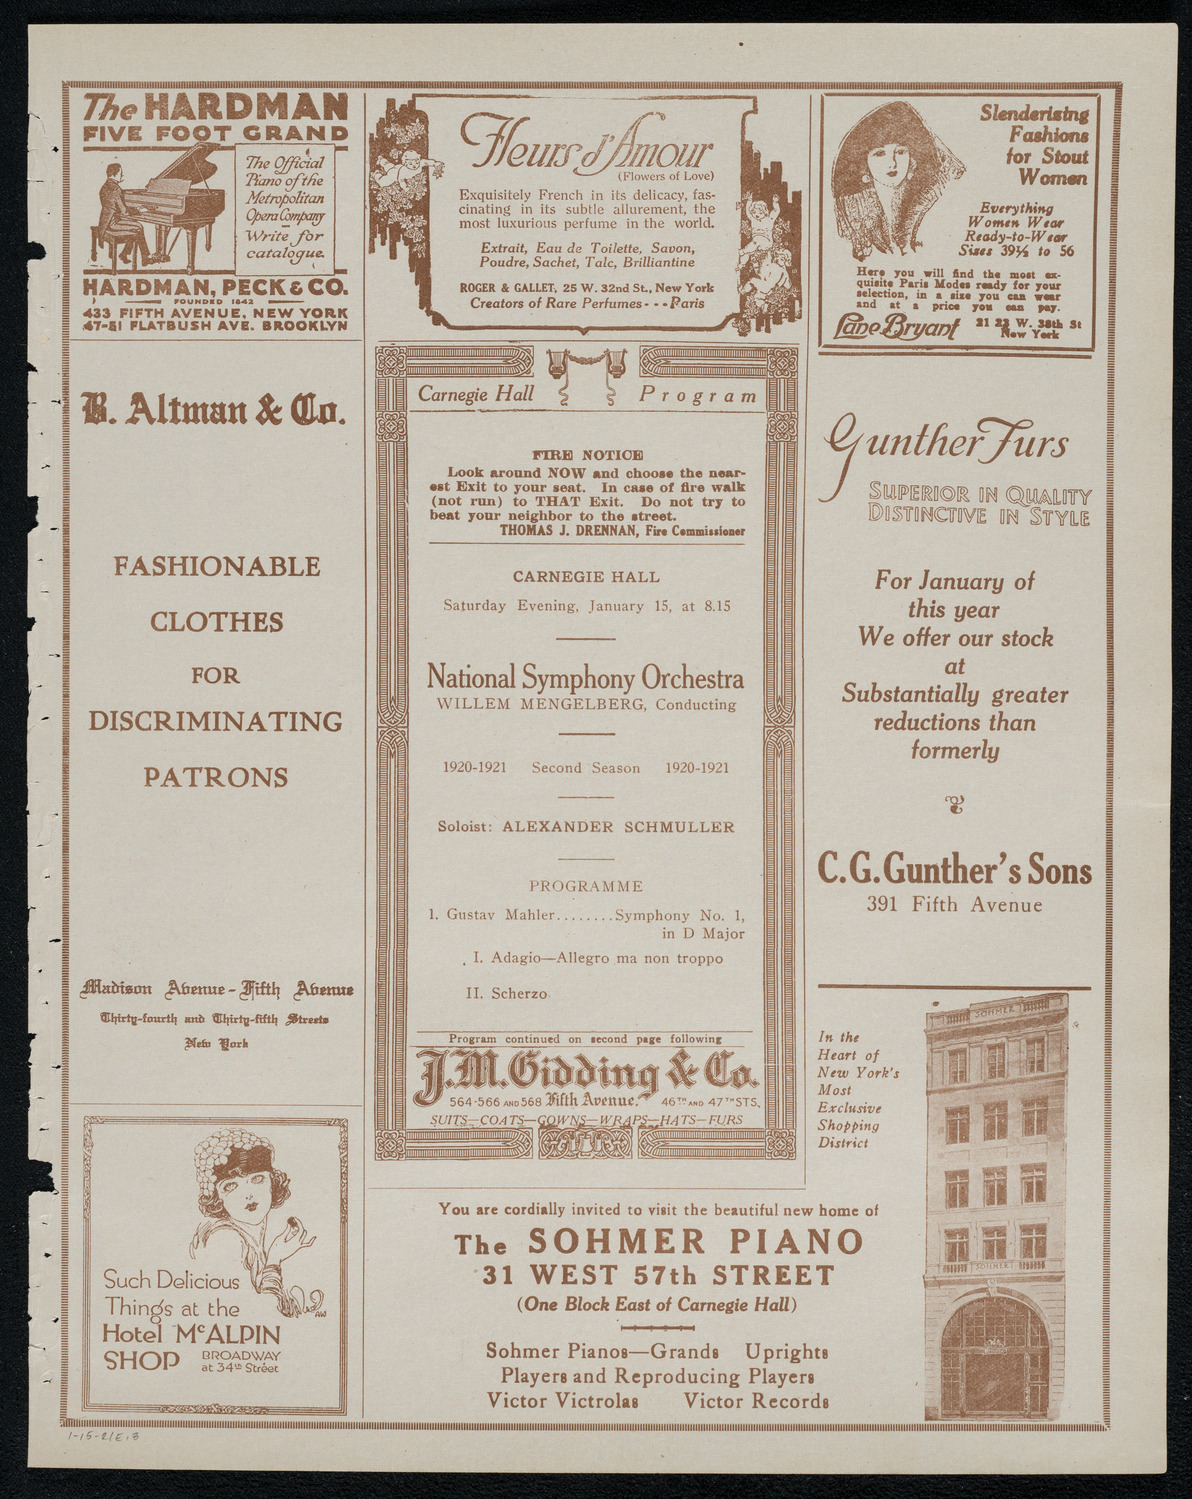 The HARDMAN
FIVE FOOT GRAND
The Official
Piano of the
Metropolitan
Opera Company
Write for
catalogue.
HARDMAN, PECK & CO.
FOUNDED 1842
433 FIFTH AVENUE, NEW YORK
47-51 FLATBUSH AVE. BROOKLYN
Fleurs d'Amour
(Flowers of Love)
Exquisitely French in its delicacy, fas-
cinating in its subtle allurement, the
most luxurious perfume in the world.
Extrait, Eau de Toilette, Savon,
Poudre, Sachet, Talc, Brilliantine
ROGER & GALLET, 25 W. 32nd St., New York
Creators of Rare Perfumes - - - Paris
Slenderizing
Fashions
for Stout
Women
Everything
Women Wear
Ready-to-Wear
Sizes 39½ to 56
Here you will find the most ex-
quisite Paris Modes ready for your
selection, in a size you can wear
and at a price you can pay.
Lane Bryant 21 23 W. 38th St
New York
B. Altman & Co.
FASHIONABLE
CLOTHES
FOR
DISCRIMINATING
PATRONS
Madison Avenue - Fifth Avenue
Thirty-fourth and Thirty-fifth Streets
New York
Such Delicious
Things at the
Hotel McALPIN
SHOP BROADWAY
at 34th Street
Carnegie Hall Program
FIRE NOTICE
Look around NOW and choose the near-
est Exit to your seat. In case of fire walk
(not run) to THAT Exit. Do not try to
beat your neighbor to the street.
THOMAS J. DRENNAN, Fire Commissioner
CARNEGIE HALL
Saturday Evening, January 15, at 8.15
National Symphony Orchestra
WILLEM MENGELBERG, Conducting
1920-1921 Second Season 1920-1921
Soloist: ALEXANDER SCHMULLER
PROGRAMME
1. Gustav Mahler........Symphony No. 1,
in D Major
I. Adagio—Allegro ma non troppo
II. Scherzo
Program continued on second page following
J.M. Gidding & Co.
564-566 AND 568 Fifth Avenue. 46TH AND 47TH STS.
SUITS—COATS—GOWNS—WRAPS—HATS—FURS
Gunther Furs
SUPERIOR IN QUALITY
DISTINCTIVE IN STYLE
For January of
this year
We offer our stock
at
Substantially greater
reductions than
formerly
C.G.Gunther's Sons
391 Fifth Avenue
In the
Heart of
New York's
Most
Exclusive
Shopping
District
SOHMER
SOHMER
You are cordially invited to visit the beautiful new home of
The SOHMER PIANO
31 WEST 57th STREET
(One Block East of Carnegie Hall)
Sohmer Pianos—Grands Uprights
Players and Reproducing Players
Victor Victrolas Victor Records
1-15-21E.B